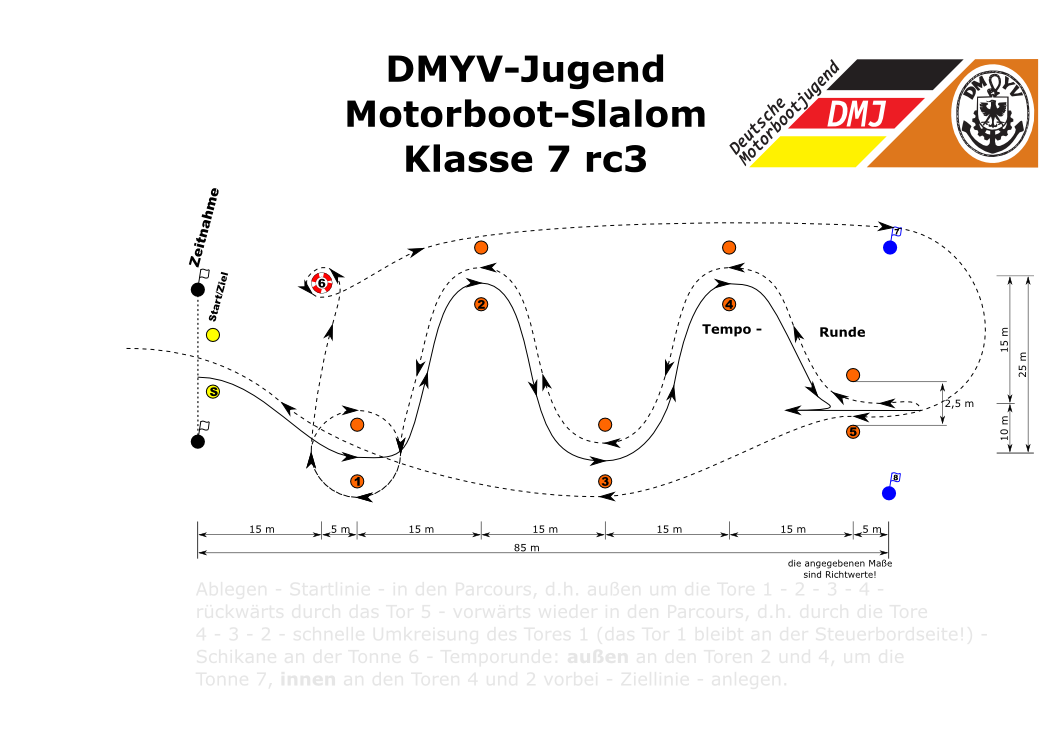 DMYV-Jugend
Motorboot-Slalom
Klasse 7 rc3
Deutsche
Motorbootjugend
DMJ
DM YV
Zeitnahme
Start/Ziel
7
6
2
4
Tempo -
Runde
15 m
25 m
S
2,5 m
10 m
5
1
3
8
15 m
5 m
15 m
15 m
15 m
15 m
5 m
85 m
die angegebenen Maße
sind Richtwerte!
Ablegen - Startlinie - in den Parcours, d.h. außen um die Tore 1 - 2 - 3 - 4 -
rückwärts durch das Tor 5 - vorwärts wieder in den Parcours, d.h. durch die Tore
4 - 3 - 2 - schnelle Umkreisung des Tores 1 (das Tor 1 bleibt an der Steuerbordseite!) -
Schikane an der Tonne 6 - Temporunde: außen an den Toren 2 und 4, um die
Tonne 7, innen an den Toren 4 und 2 vorbei - Ziellinie - anlegen.